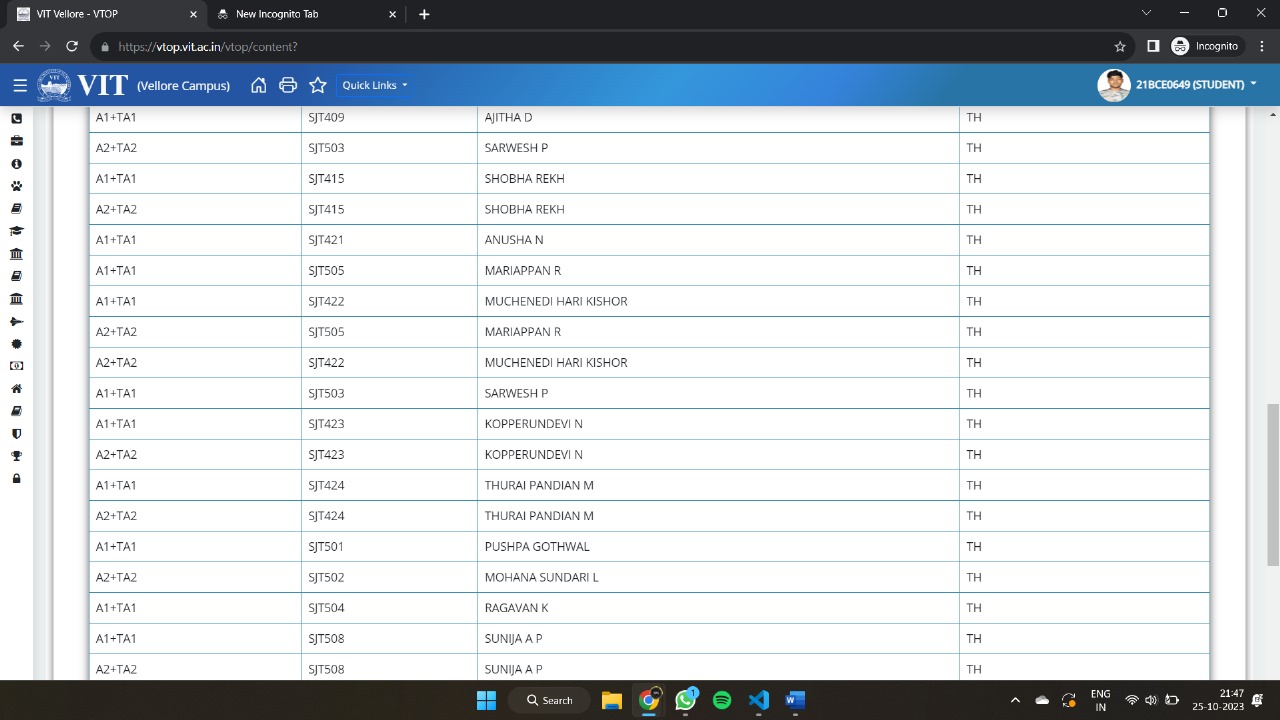 VIT Vellore - VTOP
New Incognito Tab
https://vtop.vit.ac.in/vtop/content?
Incognito
VIT (Vellore Campus)
Quick Links
21BCE0649 (STUDENT)
A1+TA1 SJT409 AJITHA D TH
A2+TA2 SJT503 SARWESH P TH
A1+TA1 SJT415 SHOBHA REKH TH
A2+TA2 SJT415 SHOBHA REKH TH
A1+TA1 SJT421 ANUSHA N TH
A1+TA1 SJT505 MARIAPPAN R TH
A1+TA1 SJT422 MUCHENEDI HARI KISHOR TH
A2+TA2 SJT505 MARIAPPAN R TH
A2+TA2 SJT422 MUCHENEDI HARI KISHOR TH
A1+TA1 SJT503 SARWESH P TH
A1+TA1 SJT423 KOPPERUNDEVI N TH
A2+TA2 SJT423 KOPPERUNDEVI N TH
A1+TA1 SJT424 THURAI PANDIAN M TH
A2+TA2 SJT424 THURAI PANDIAN M TH
A1+TA1 SJT501 PUSHPA GOTHWAL TH
A2+TA2 SJT502 MOHANA SUNDARI L TH
A1+TA1 SJT504 RAGAVAN K TH
A1+TA1 SJT508 SUNIJA A P TH
A2+TA2 SJT508 SUNIJA A P TH
Search
1
ENG
IN
21:47
25-10-2023